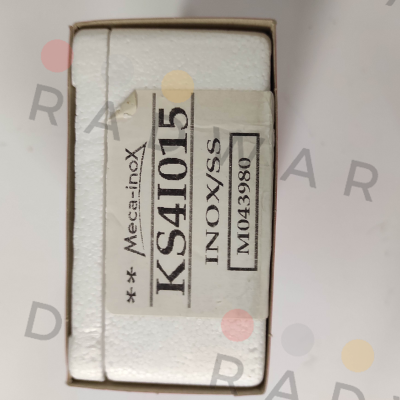 ** Meca-inoX
KS4I015
INOX/SS
M043980